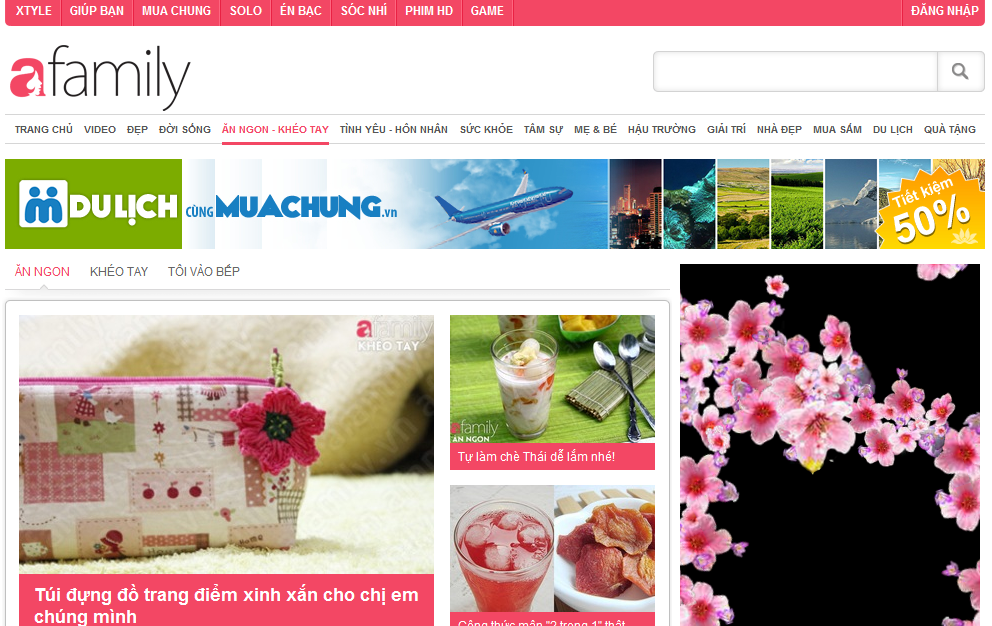 XTYLE GIÚP BẠN MUA CHUNG SOLO ÉN BẠC SÓC NHÍ PHIM HD GAME ĐĂNG NHẬP
afamily
TRANG CHỦ VIDEO ĐẸP ĐỜI SỐNG ĂN NGON - KHÉO TAY TÌNH YÊU - HÔN NHÂN SỨC KHỎE TÂM SỰ MẸ & BÉ HẬU TRƯỜNG GIẢI TRÍ NHÀ ĐẸP MUA SẮM DU LỊCH QUÀ TẶNG
DU LỊCH CÙNG MUACHUNG.vn
Tiết kiệm
50%
ĂN NGON KHÉO TAY TÔI VÀO BẾP
afamily
KHÉO TAY
HOME
Túi đựng đồ trang điểm xinh xắn cho chị em
chúng mình
afamily
ĂN NGON
Tự làm chè Thái dễ lắm nhé!
Công thức mận "2 trong 1" thật